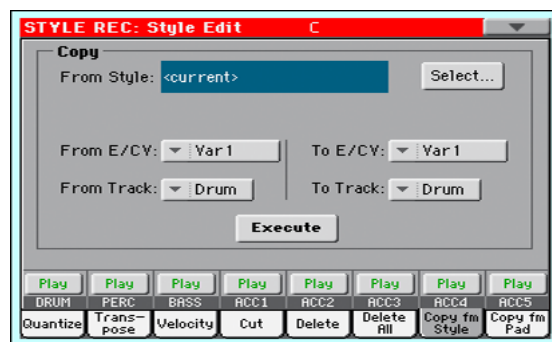 STYLE REC: Style Edit C
Copy
From Style: <current> Select...
From E/CV: Var1 To E/CV: Var1
From Track: Drum To Track: Drum
Execute
Play Play Play Play Play Play Play Play
DRUM PERC BASS ACC1 ACC2 ACC3 ACC4 ACC5
Quantize Trans- Velocity Cut Delete Delete Copy fm Copy fm
pose All Style Pad